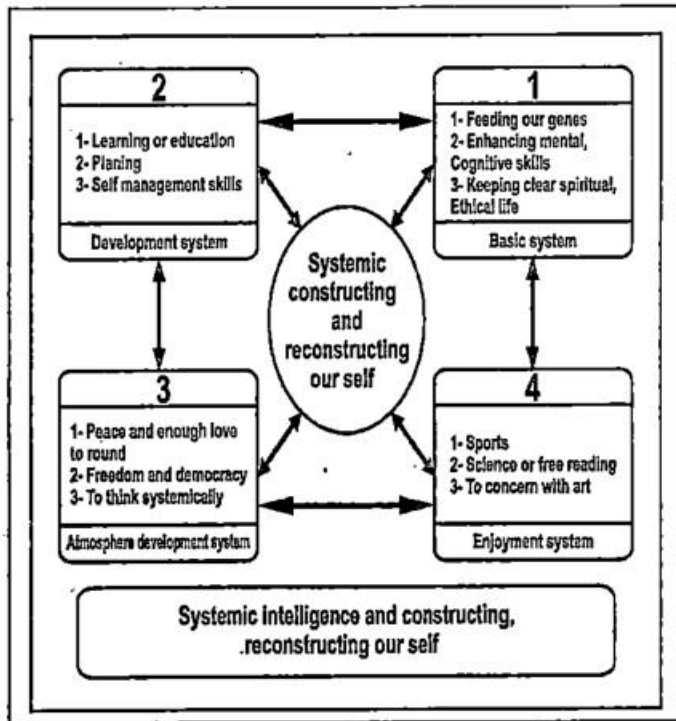 2
1- Learning or education
2- Planing
3- Self management skills
Development system
1
1- Feeding our genes
2- Enhancing mental,
Cognitive skills
3- Keeping clear spiritual,
Ethical life
Basic system
Systemic
constructing
and
reconstructing
our self
3
1- Peace and enough love
to round
2- Freedom and democracy
3- To think systemically
Atmosphere development system
4
1- Sports
2- Science or free reading
3- To concern with art
Enjoyment system
Systemic intelligence and constructing,
.reconstructing our self